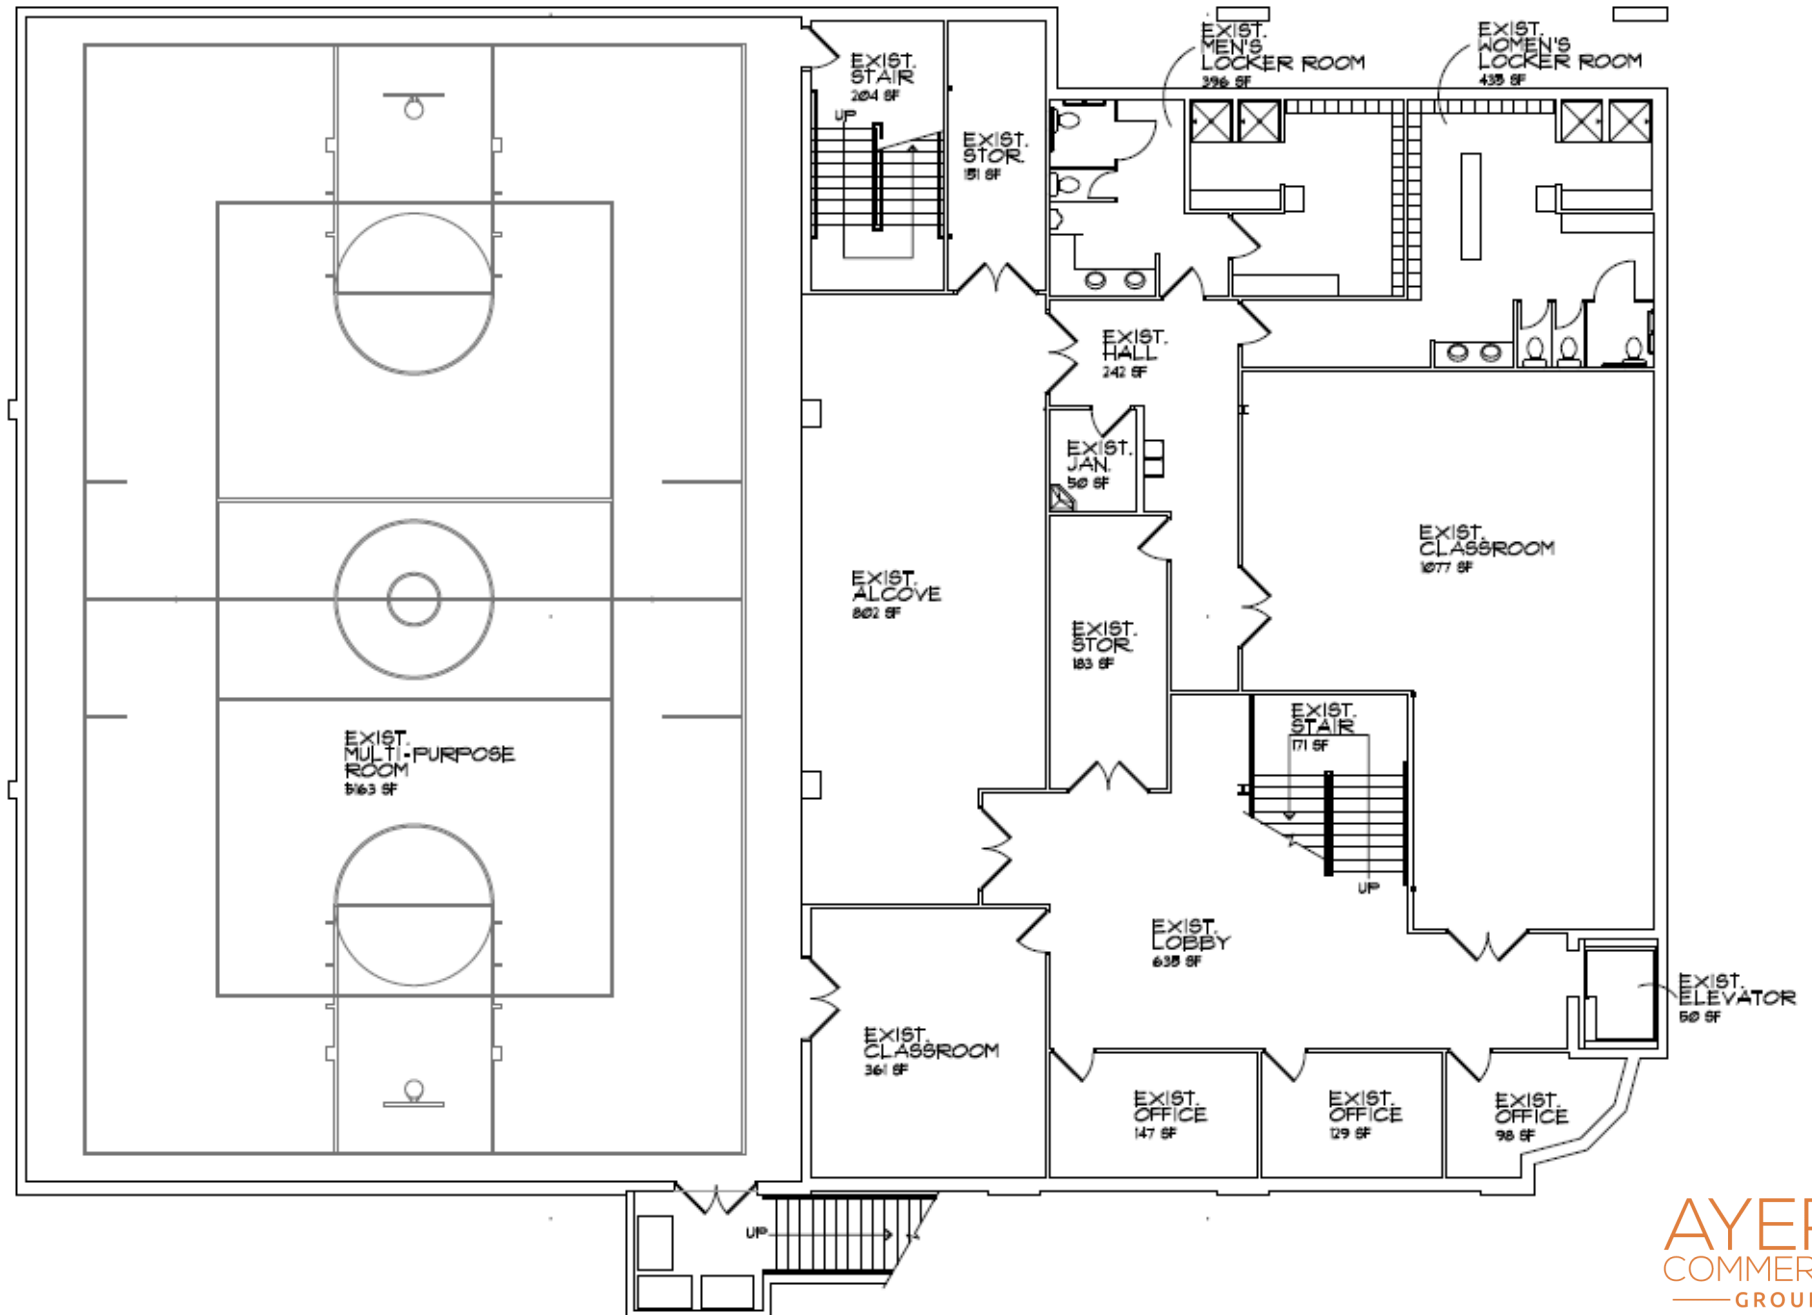 EXIST.
MEN'S
LOCKER ROOM
396 SF
EXIST.
WOMEN'S
LOCKER ROOM
435 SF
EXIST.
STAIR
204 SF
UP
EXIST.
STOR.
151 SF
EXIST.
HALL
242 SF
EXIST.
JAN.
50 SF
EXIST.
CLASSROOM
1077 SF
EXIST.
ALCOVE
802 SF
EXIST.
STOR.
183 SF
EXIST.
STAIR
171 SF
UP
EXIST.
MULTI-PURPOSE
ROOM
5163 SF
EXIST.
LOBBY
635 SF
EXIST.
ELEVATOR
50 SF
EXIST.
CLASSROOM
361 SF
EXIST.
OFFICE
147 SF
EXIST.
OFFICE
129 SF
EXIST.
OFFICE
98 SF
UP
AYER
COMMER
GROUP